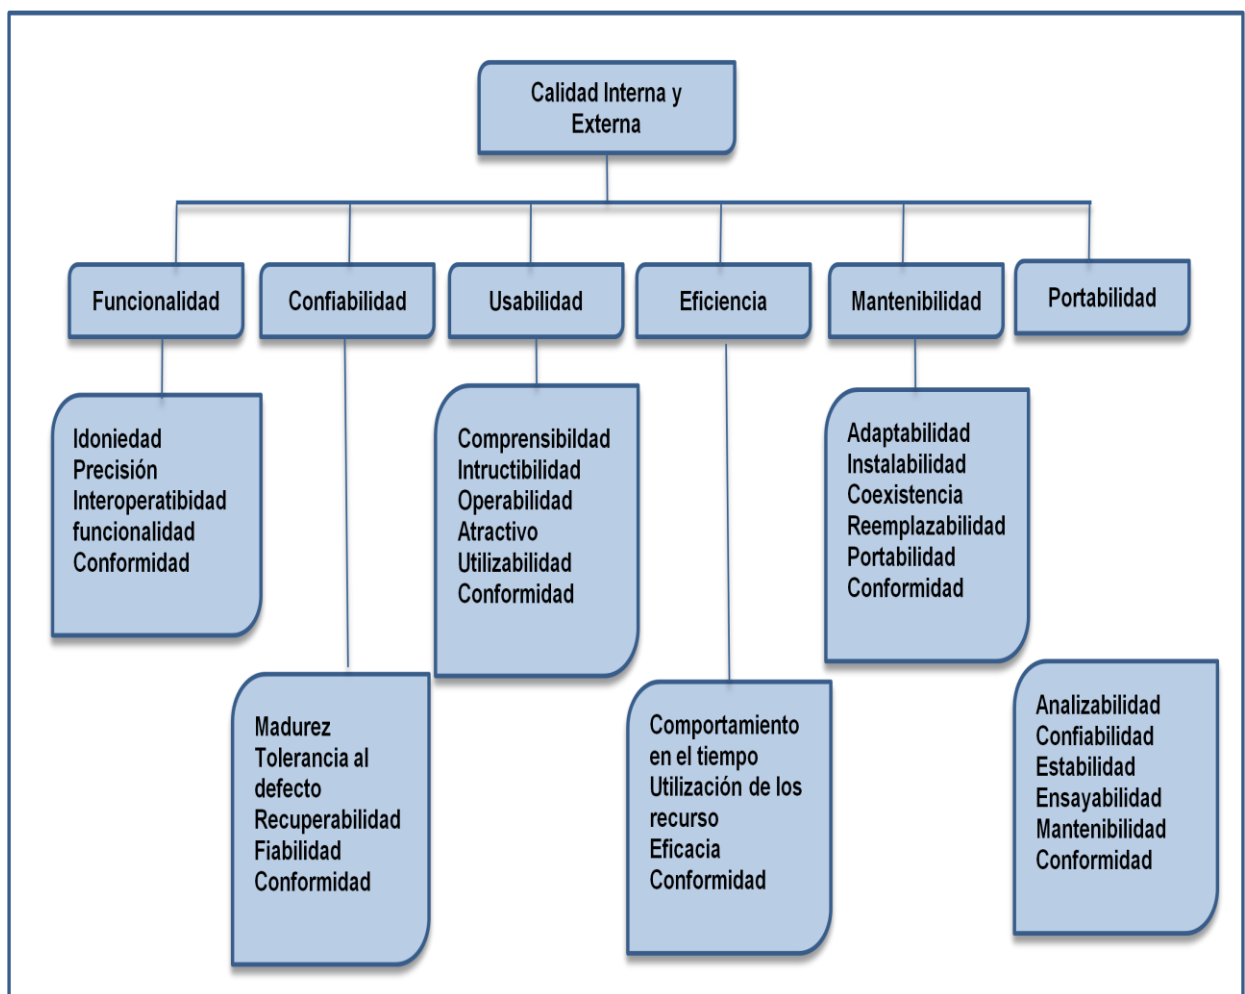 Calidad Interna y
Externa
Funcionalidad
Confiabilidad
Usabilidad
Eficiencia
Mantenibilidad
Portabilidad
Idoniedad
Precisión
Interoperatibidad
funcionalidad
Conformidad
Madurez
Tolerancia al
defecto
Recuperabilidad
Fiabilidad
Conformidad
Comprensibildad
Intructibilidad
Operabilidad
Atractivo
Utilizabilidad
Conformidad
Comportamiento
en el tiempo
Utilización de los
recurso
Eficacia
Conformidad
Adaptabilidad
Instalabilidad
Coexistencia
Reemplazabilidad
Portabilidad
Conformidad
Analizabilidad
Confiabilidad
Estabilidad
Ensayabilidad
Mantenibilidad
Conformidad